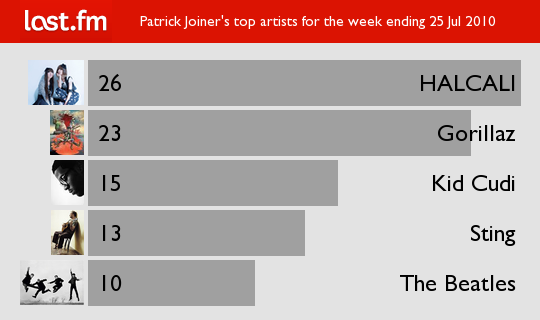 last.fm
Patrick Joiner's top artists for the week ending 25 Jul 2010
26 HALCALI
23 Gorillaz
15 Kid Cudi
13 Sting
10 The Beatles